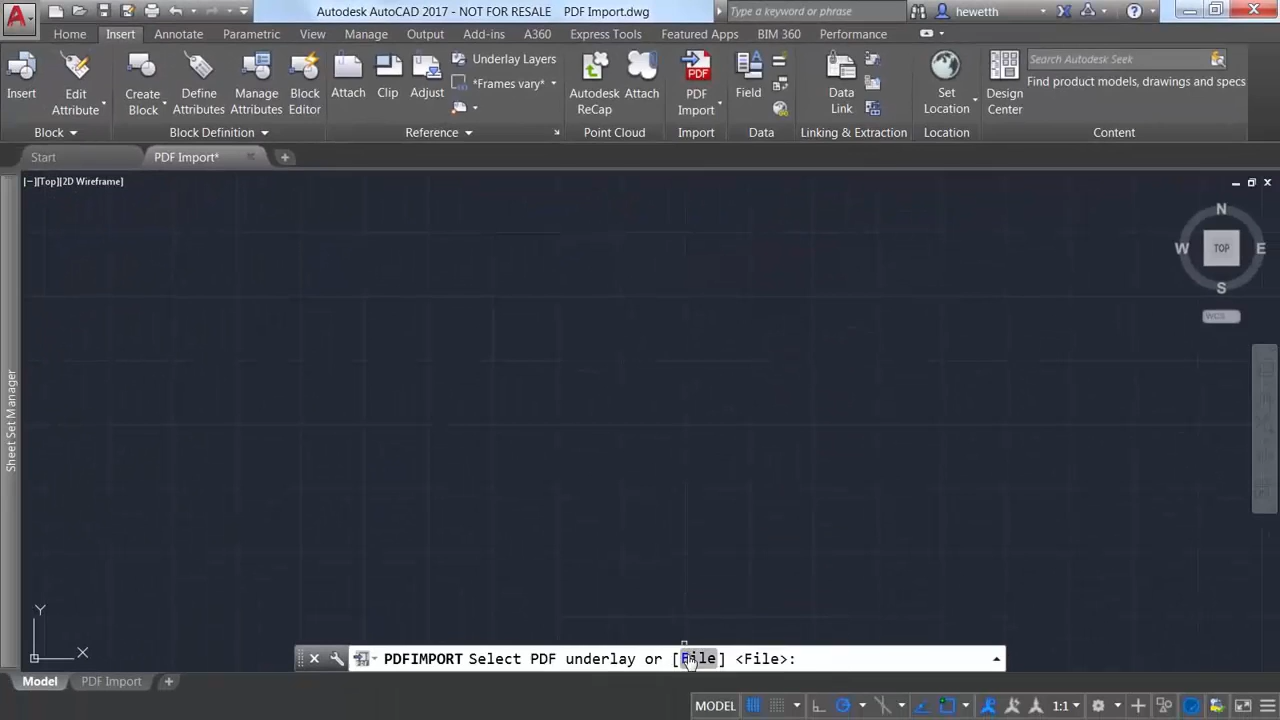 Autodesk AutoCAD 2017 - NOT FOR RESALE PDF Import.dwg
Type a keyword or phrase
hewetth
Home Insert Annotate Parametric View Manage Output Add-ins A360 Express Tools Featured Apps BIM 360 Performance
Insert
Edit
Attribute
Create
Block
Define
Attributes
Manage
Attributes
Block
Editor
Attach
Clip
Adjust
Underlay Layers
*Frames vary*
Autodesk
ReCap
Attach
PDF
PDF
Import
Field
Data
Link
Set
Location
Design
Center
Search Autodesk Seek
Find product models, drawings and specs
Block Block Definition Reference Point Cloud Import Data Linking & Extraction Location Content
Start PDF Import*
[−][Top][2D Wireframe]
N
W TOP E
S
WCS
Sheet Set Manager
Y
X
PDFIMPORT Select PDF underlay or [File] <File>:
Model PDF Import
MODEL 1:1